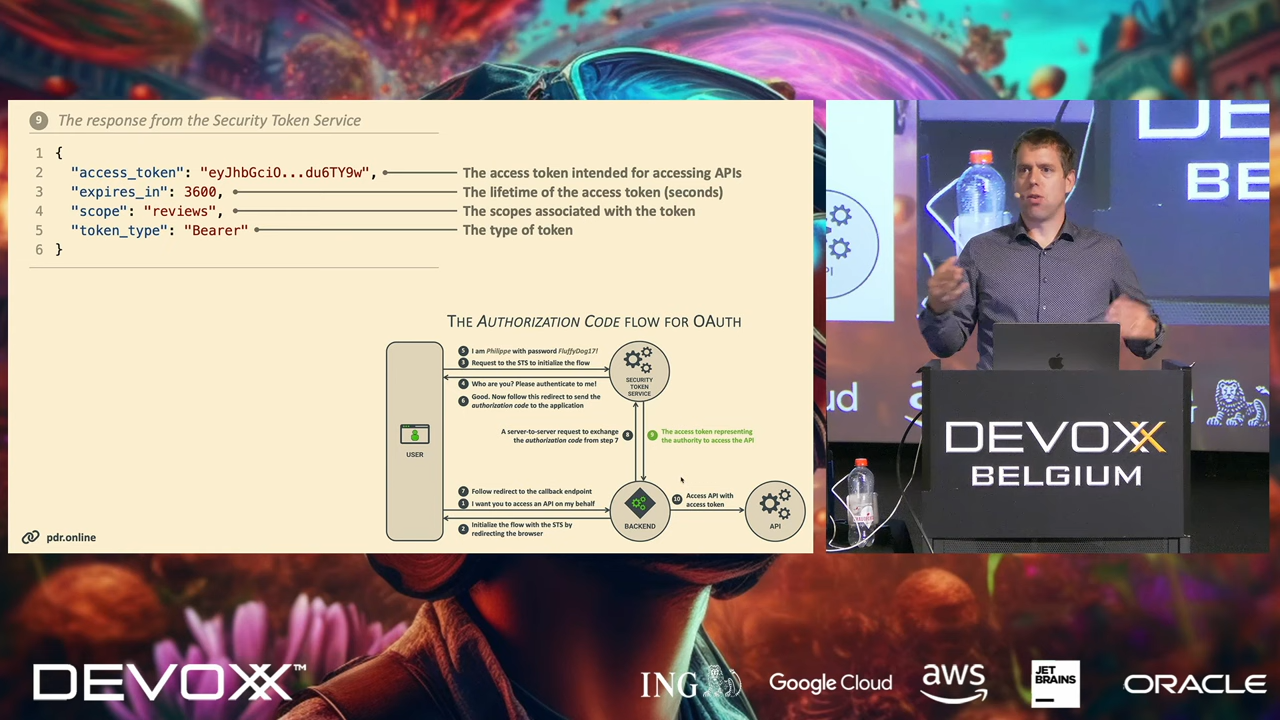 9 The response from the Security Token Service
1 {
2 "access_token": "eyJhbGciO...du6TY9w", The access token intended for accessing APIs
3 "expires_in": 3600, The lifetime of the access token (seconds)
4 "scope": "reviews", The scopes associated with the token
5 "token_type": "Bearer" The type of token
6 }
THE AUTHORIZATION CODE FLOW FOR OAUTH
5 I am Philippe with password FluffyDog17!
3 Request to the STS to initialize the flow
4 Who are you? Please authenticate to me!
6 Good. Now follow this redirect to send the
authorization code to the application
SECURITY
TOKEN
SERVICE
A server-to-server request to exchange
the authorization code from step 7
8
9 The access token representing
the authority to access the API
USER
7 Follow redirect to the callback endpoint
1 I want you to access an API on my behalf
2 Initialize the flow with the STS by
redirecting the browser
BACKEND
10 Access API with
access token
API
pdr.online
DE
BE
PI
ud
DEVOXX
BELGIUM
DEVOXX™
ING
Google Cloud
aws
JET
BRAINS
ORACLE